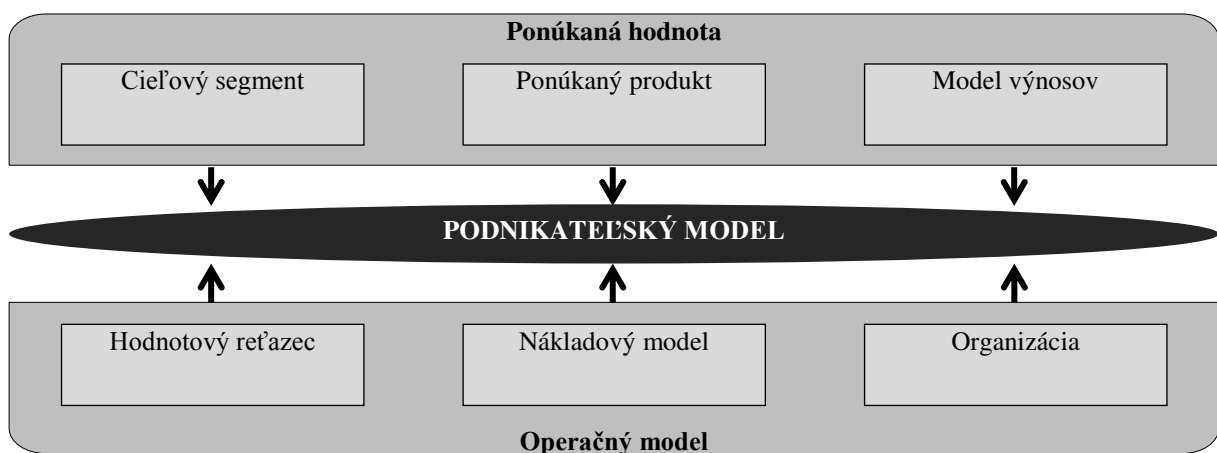 Ponúkaná hodnota
Cieľový segment
Ponúkaný produkt
Model výnosov
PODNIKATEĽSKÝ MODEL
Hodnotový reťazec
Nákladový model
Organizácia
Operačný model